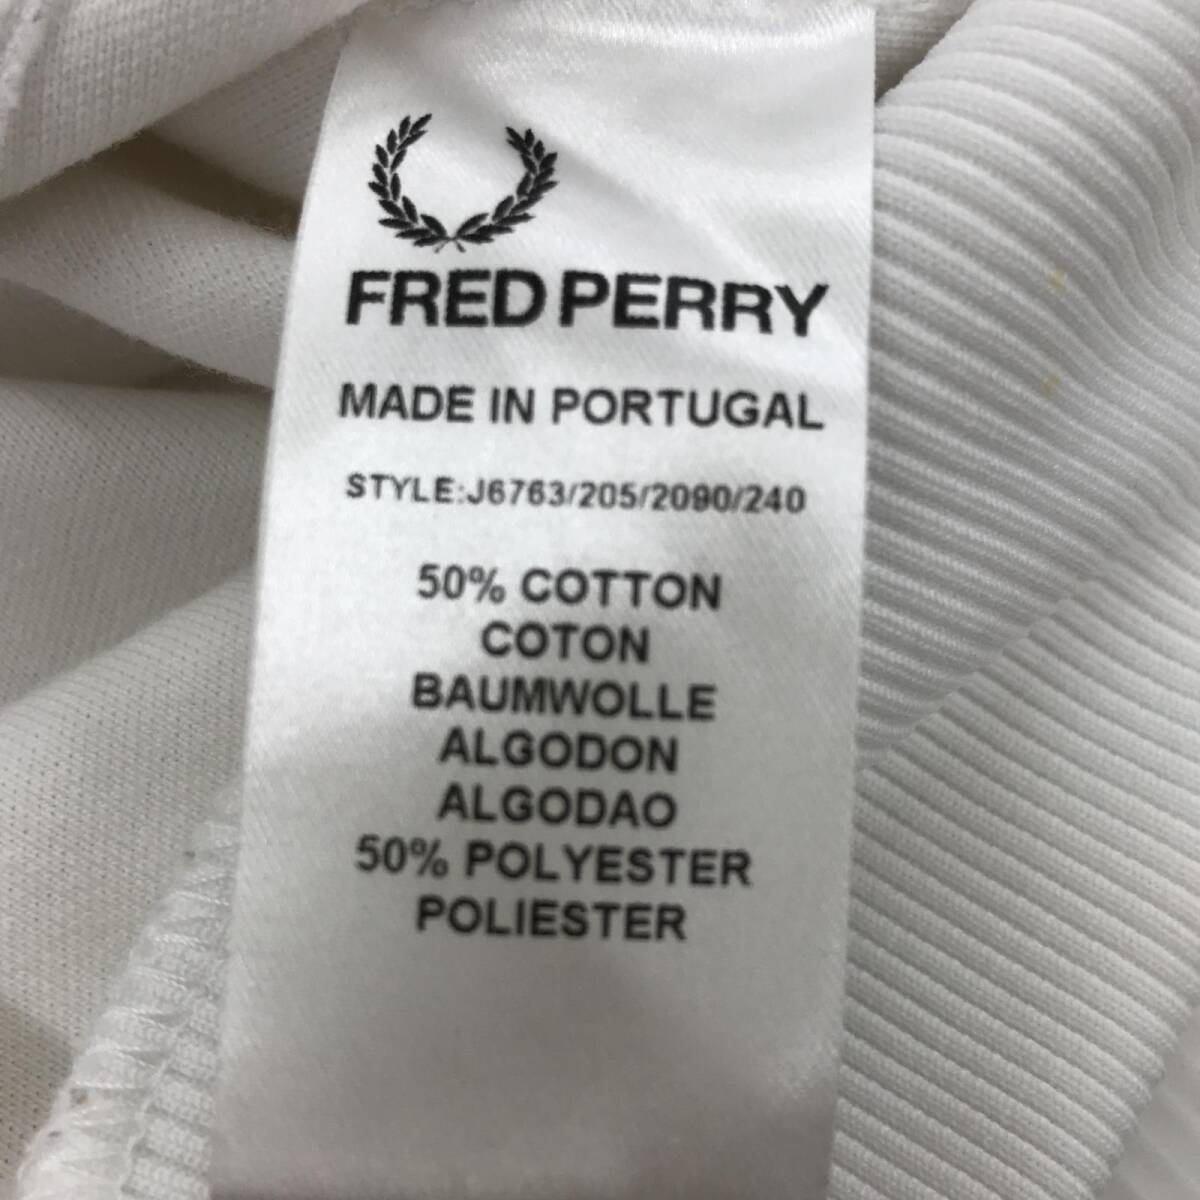 FRED PERRY
MADE IN PORTUGAL
STYLE:J6763/205/2090/240
50% COTTON
COTON
BAUMWOLLE
ALGODON
ALGODAO
50% POLYESTER
POLIESTER